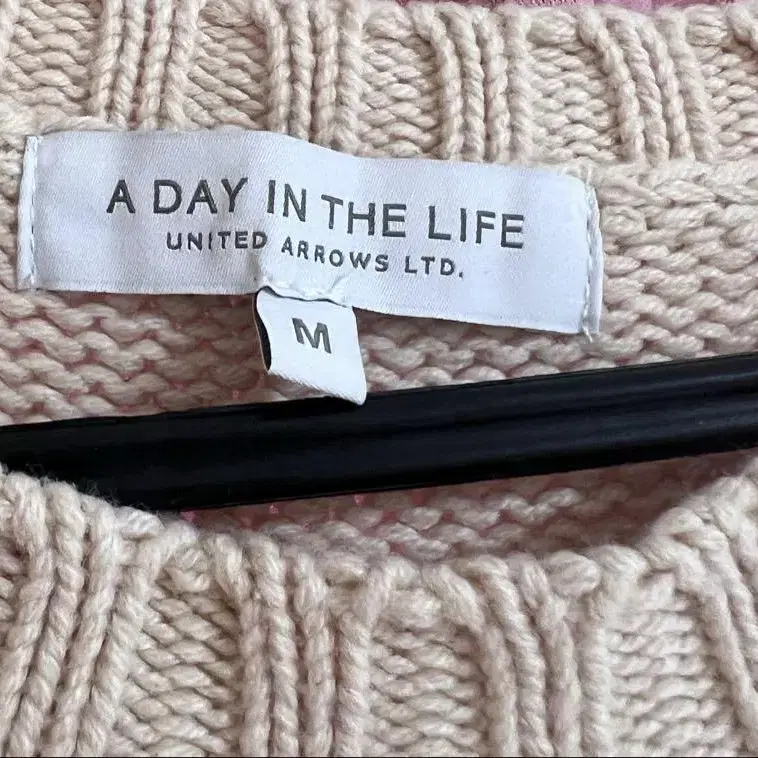 A DAY IN THE LIFE
UNITED ARROWS LTD.
M